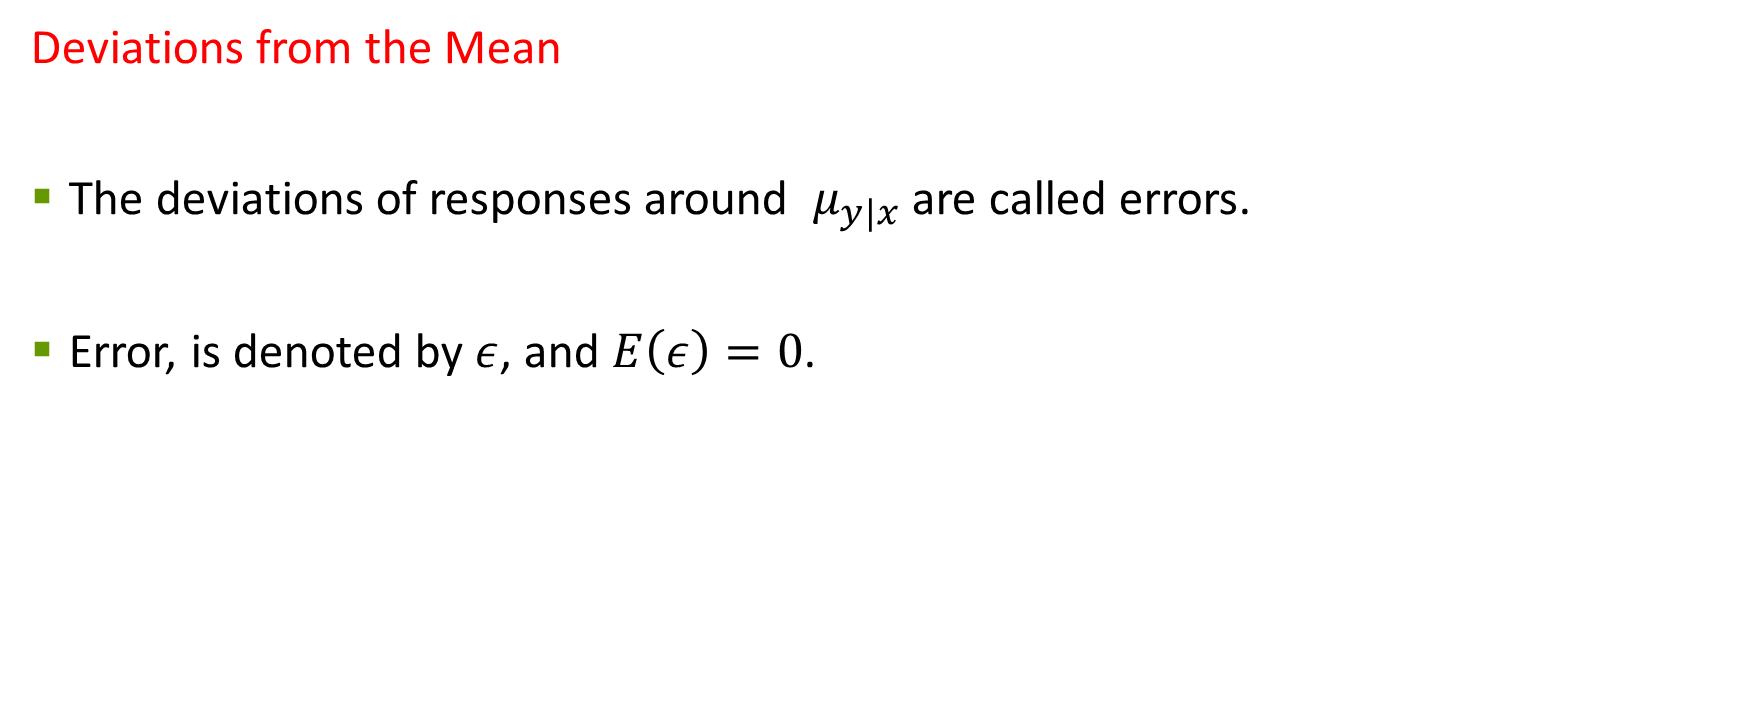 Deviations from the Mean
▪ The deviations of responses around μ_{y|x} are called errors.
▪ Error, is denoted by ϵ, and E(ϵ) = 0.